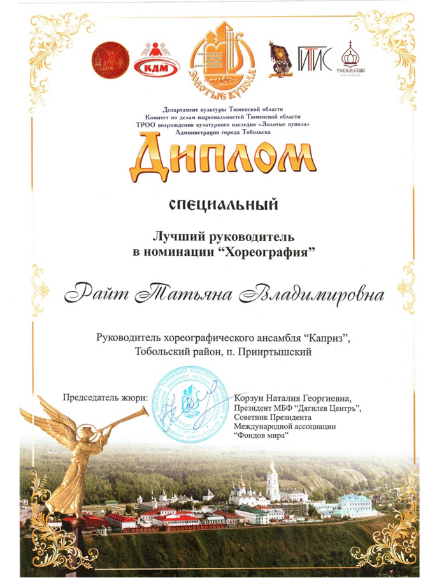 КДМ
ЗОЛОТЫЕ КУПОЛА
ГИТИС
Департамент культуры Тюменской области
Комитет по делам национальностей Тюменской области
ТРОО возрождения культурного наследия «Золотые купола»
Администрация города Тобольска
Диплом
СПЕЦИАЛЬНЫЙ
Лучший руководитель
в номинации “Хореография”
Райт Татьяна Владимировна
Руководитель хореографического ансамбля “Каприз”,
Тобольский район, п. Прииртышский
Председатель жюри:
Корзун Наталия Георгиевна,
Президент МБФ “Дягилев Центръ”,
Советник Президента
Международной ассоциации
“Фондов мира”